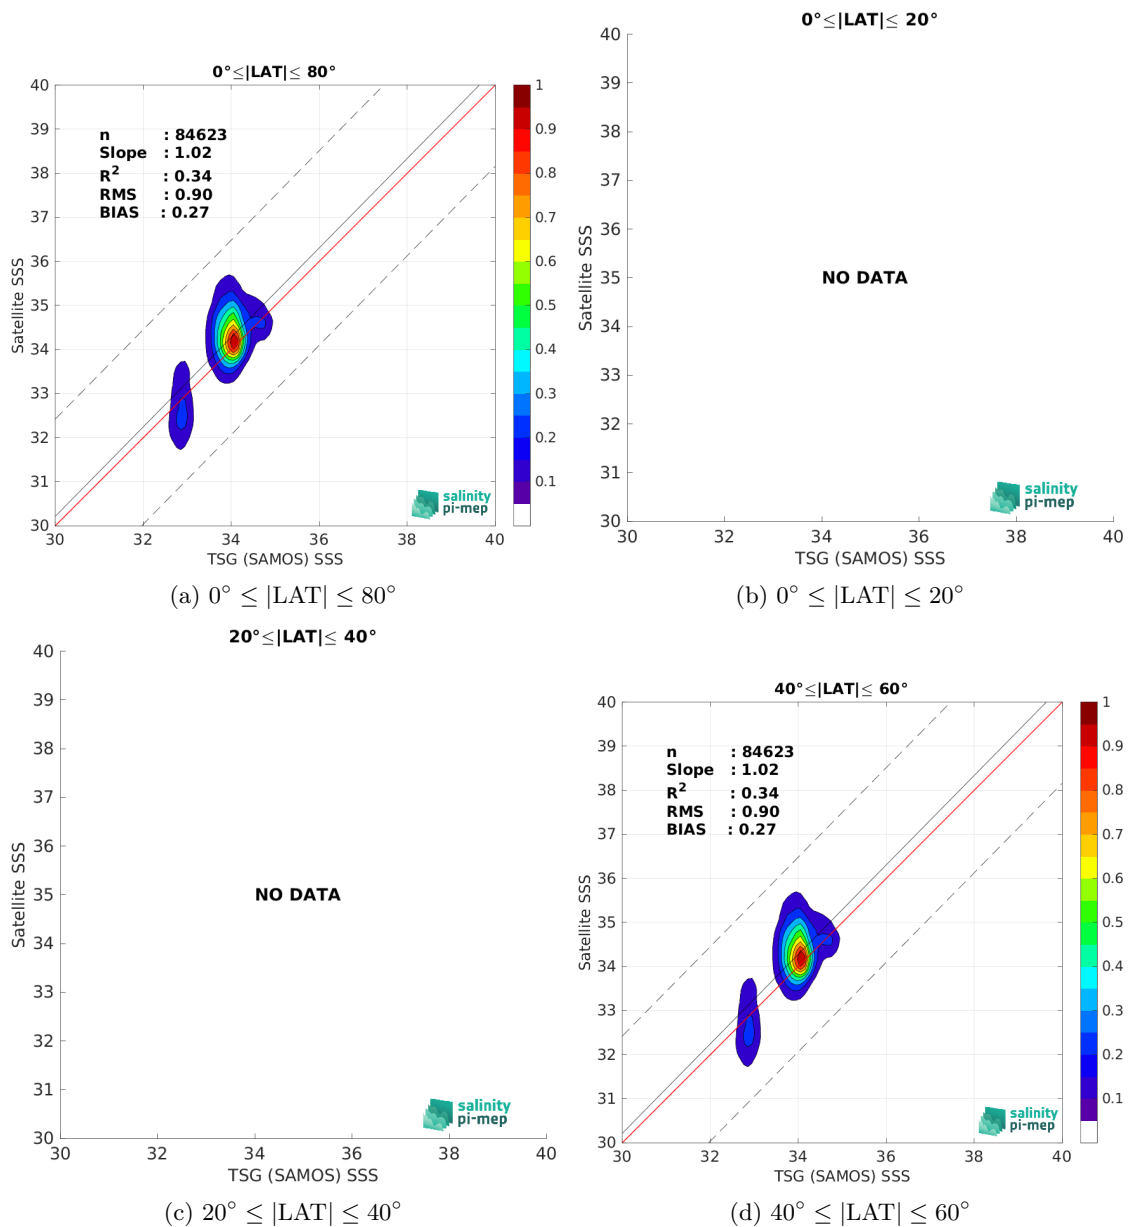 0°≤|LAT|≤ 80°
40
39
38
37
36
35
34
33
32
31
30
Satellite SSS
n : 84623
Slope : 1.02
R² : 0.34
RMS : 0.90
BIAS : 0.27
salinity
pi-mep
30 32 34 36 38 40
TSG (SAMOS) SSS
1
0.9
0.8
0.7
0.6
0.5
0.4
0.3
0.2
0.1
(a) 0° ≤ |LAT| ≤ 80°
0°≤|LAT|≤ 20°
40
39
38
37
36
35
34
33
32
31
30
Satellite SSS
NO DATA
salinity
pi-mep
30 32 34 36 38 40
TSG (SAMOS) SSS
(b) 0° ≤ |LAT| ≤ 20°
20°≤|LAT|≤ 40°
40
39
38
37
36
35
34
33
32
31
30
Satellite SSS
NO DATA
salinity
pi-mep
30 32 34 36 38 40
TSG (SAMOS) SSS
(c) 20° ≤ |LAT| ≤ 40°
40°≤|LAT|≤ 60°
40
39
38
37
36
35
34
33
32
31
30
Satellite SSS
n : 84623
Slope : 1.02
R² : 0.34
RMS : 0.90
BIAS : 0.27
salinity
pi-mep
30 32 34 36 38 40
TSG (SAMOS) SSS
1
0.9
0.8
0.7
0.6
0.5
0.4
0.3
0.2
0.1
(d) 40° ≤ |LAT| ≤ 60°